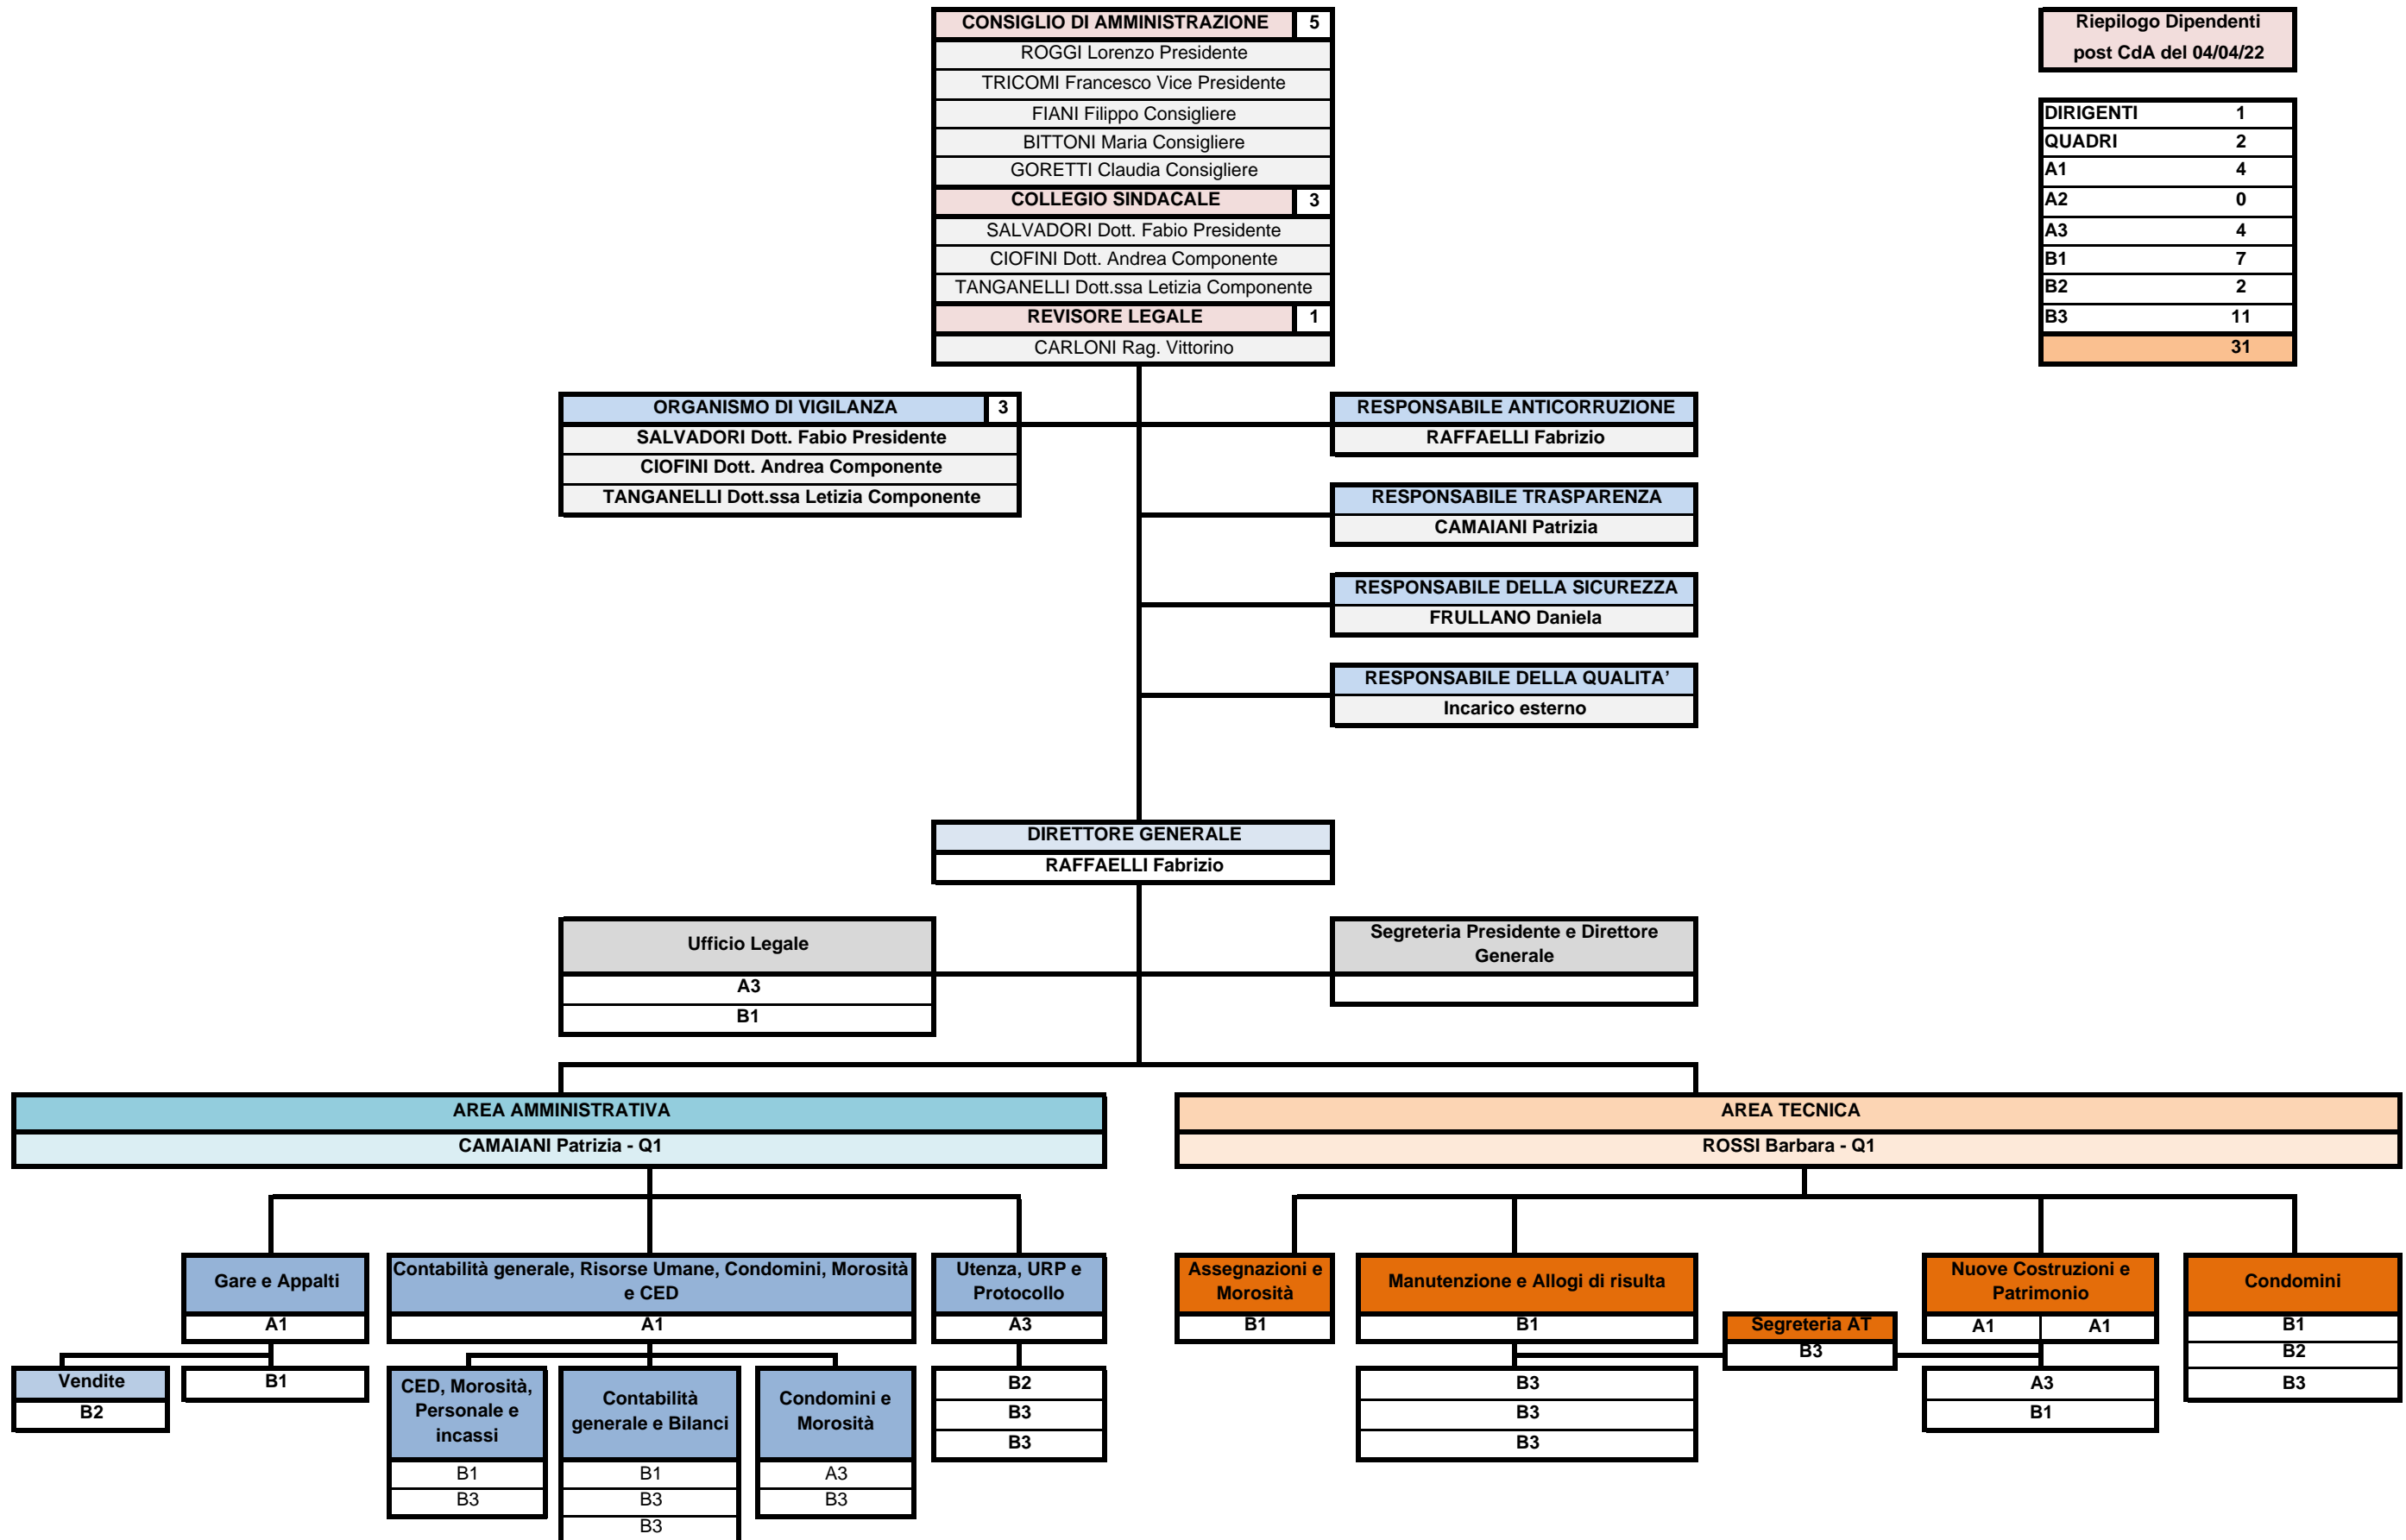 CONSIGLIO DI AMMINISTRAZIONE 5
ROGGI Lorenzo Presidente
TRICOMI Francesco Vice Presidente
FIANI Filippo Consigliere
BITTONI Maria Consigliere
GORETTI Claudia Consigliere
COLLEGIO SINDACALE 3
SALVADORI Dott. Fabio Presidente
CIOFINI Dott. Andrea Componente
TANGANELLI Dott.ssa Letizia Componente
REVISORE LEGALE 1
CARLONI Rag. Vittorino
Riepilogo Dipendenti
post CdA del 04/04/22
DIRIGENTI 1
QUADRI 2
A1 4
A2 0
A3 4
B1 7
B2 2
B3 11
31
ORGANISMO DI VIGILANZA 3
SALVADORI Dott. Fabio Presidente
CIOFINI Dott. Andrea Componente
TANGANELLI Dott.ssa Letizia Componente
RESPONSABILE ANTICORRUZIONE
RAFFAELLI Fabrizio
RESPONSABILE TRASPARENZA
CAMAIANI Patrizia
RESPONSABILE DELLA SICUREZZA
FRULLANO Daniela
RESPONSABILE DELLA QUALITA’
Incarico esterno
DIRETTORE GENERALE
RAFFAELLI Fabrizio
Ufficio Legale
A3
B1
Segreteria Presidente e Direttore
Generale
AREA AMMINISTRATIVA
CAMAIANI Patrizia - Q1
Gare e Appalti
A1
Vendite
B2
B1
Contabilità generale, Risorse Umane, Condomini, Morosità
e CED
A1
CED, Morosità,
Personale e
incassi
B1
B3
Contabilità
generale e Bilanci
B1
B3
B3
Condomini e
Morosità
A3
B3
Utenza, URP e
Protocollo
A3
B2
B3
B3
AREA TECNICA
ROSSI Barbara - Q1
Assegnazioni e
Morosità
B1
Manutenzione e Allogi di risulta
B1
B3
B3
B3
Segreteria AT
B3
Nuove Costruzioni e
Patrimonio
A1 A1
A3
B1
Condomini
B1
B2
B3